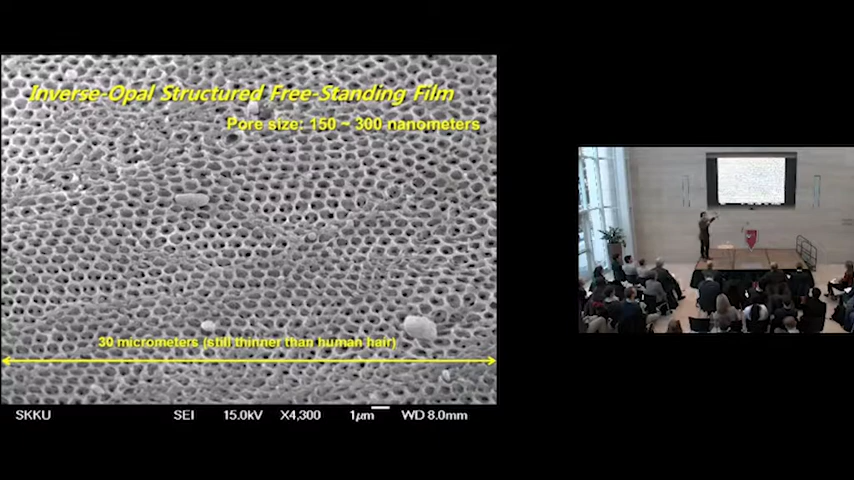 Inverse-Opal Structured Free-Standing Film
Pore size: 150 ~ 300 nanometers
30 micrometers (still thinner than human hair)
SKKU SEI 15.0kV X4,300 1μm WD 8.0mm